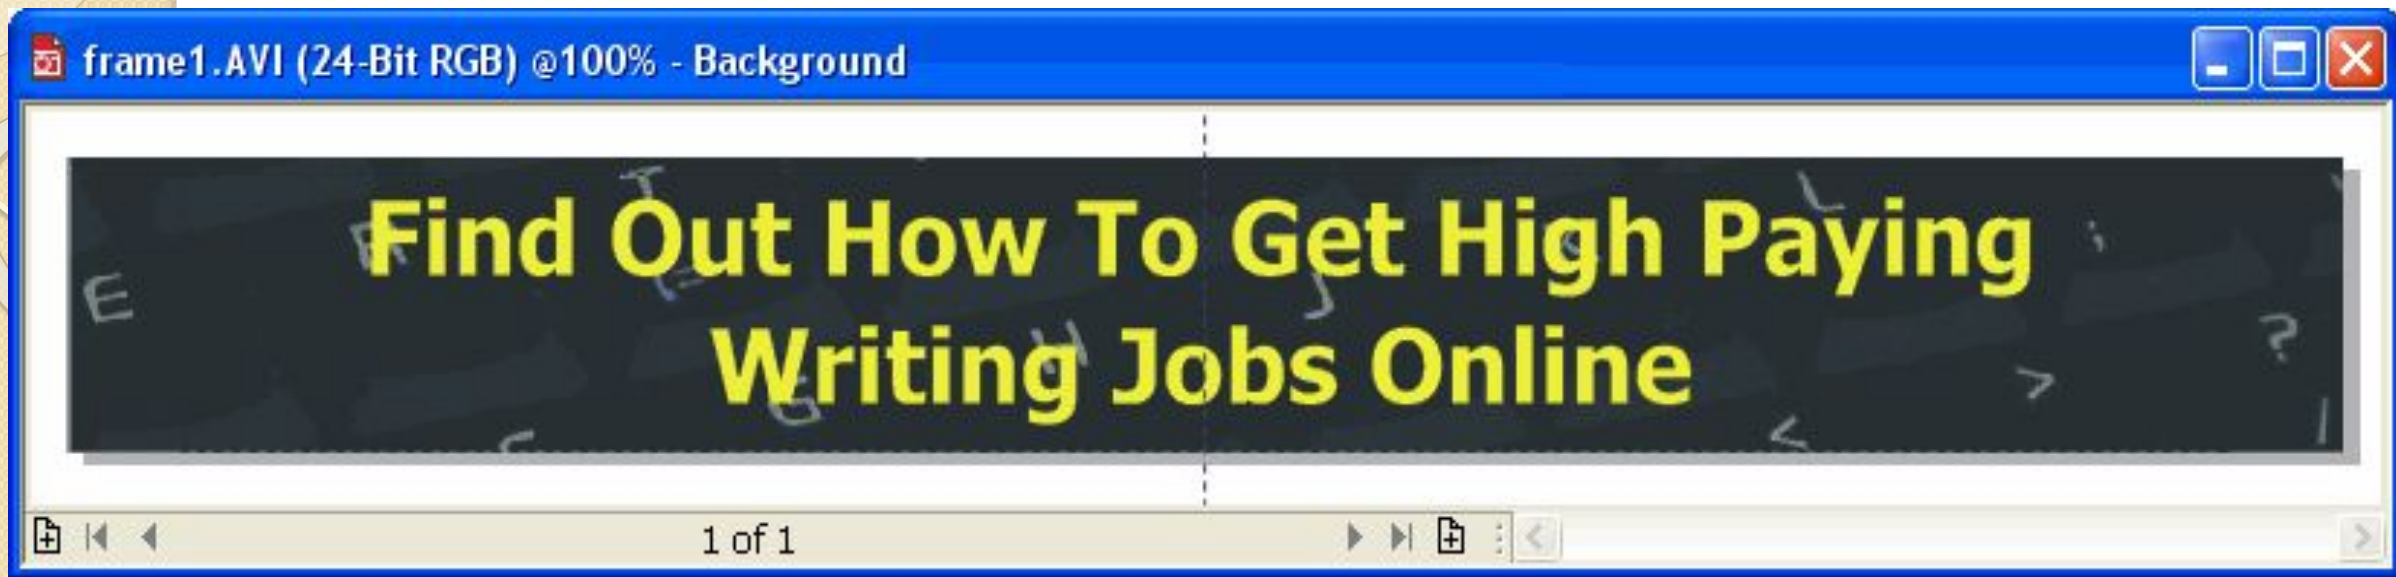 frame1.AVI (24-Bit RGB) @100% - Background
Find Out How To Get High Paying
Writing Jobs Online
1 of 1